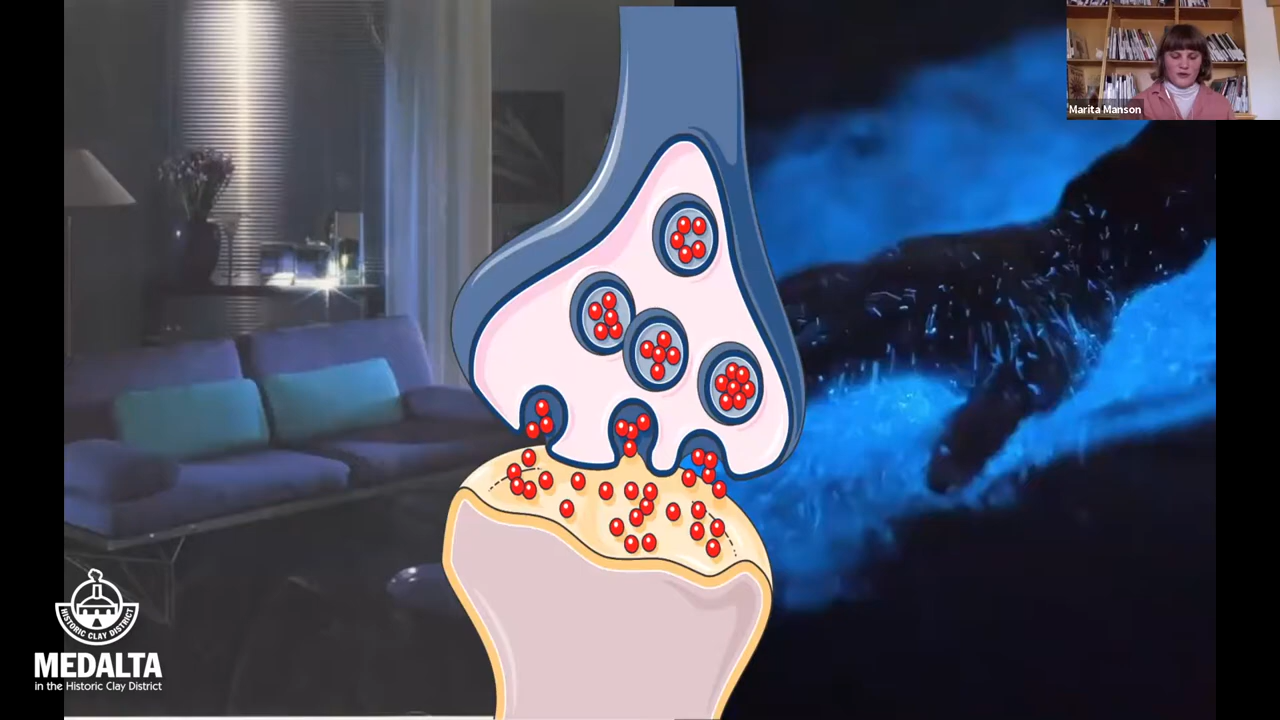 Marita Manson
HISTORIC CLAY DISTRICT
MEDALTA
in the Historic Clay District